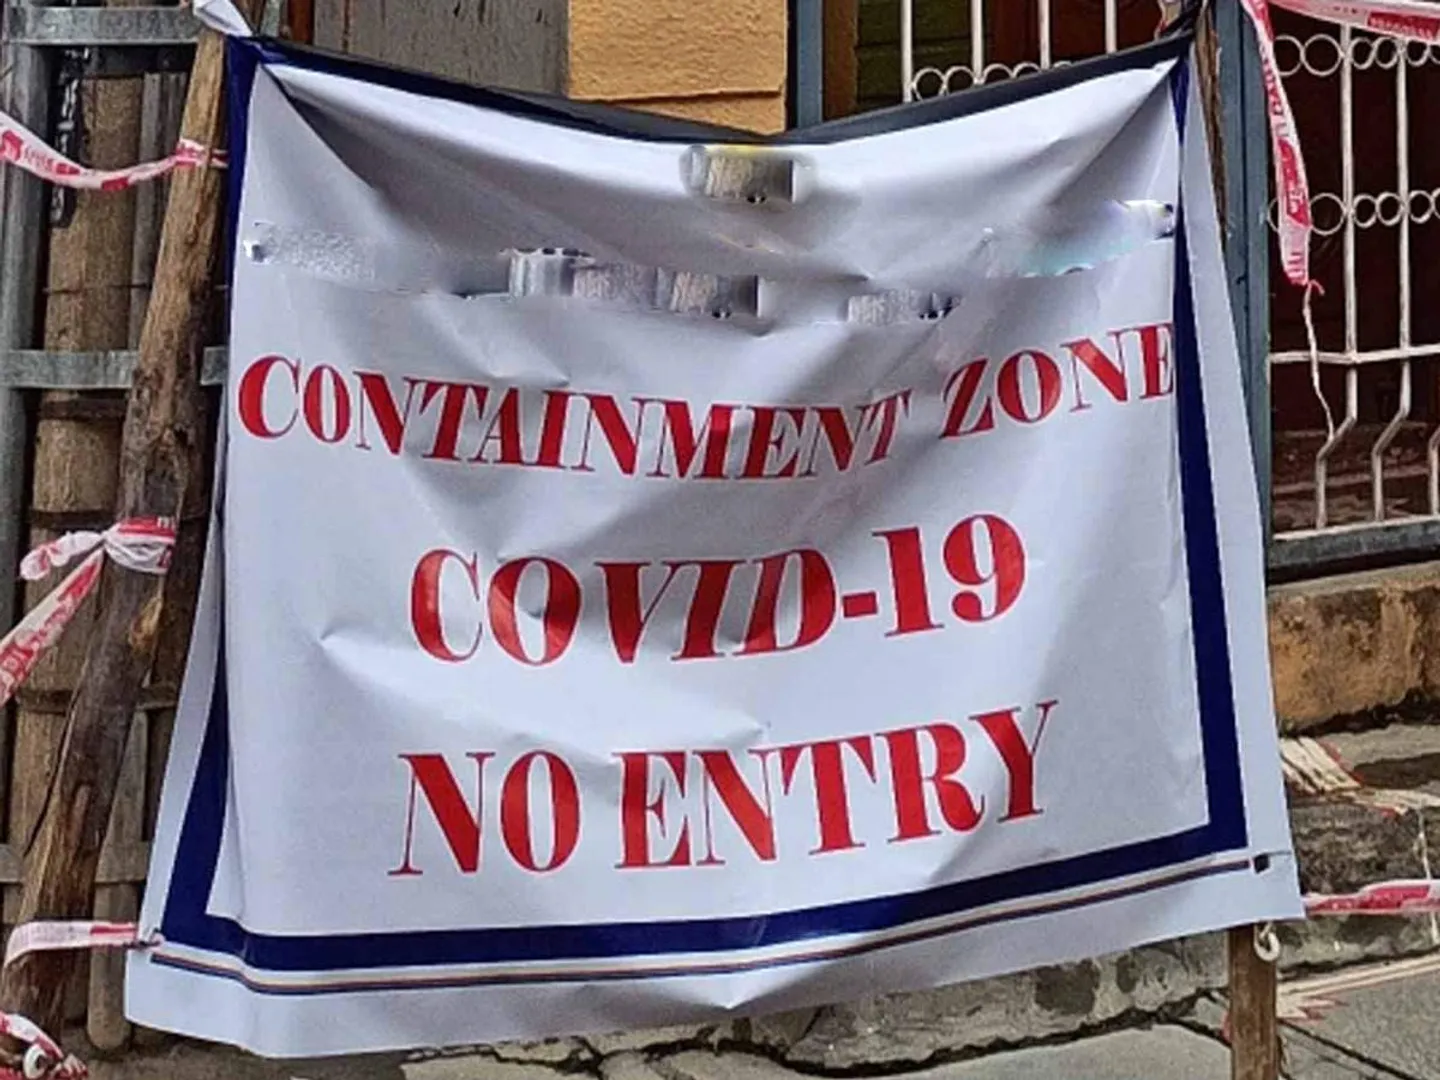 CONTAINMENT ZONE
COVID-19
NO ENTRY